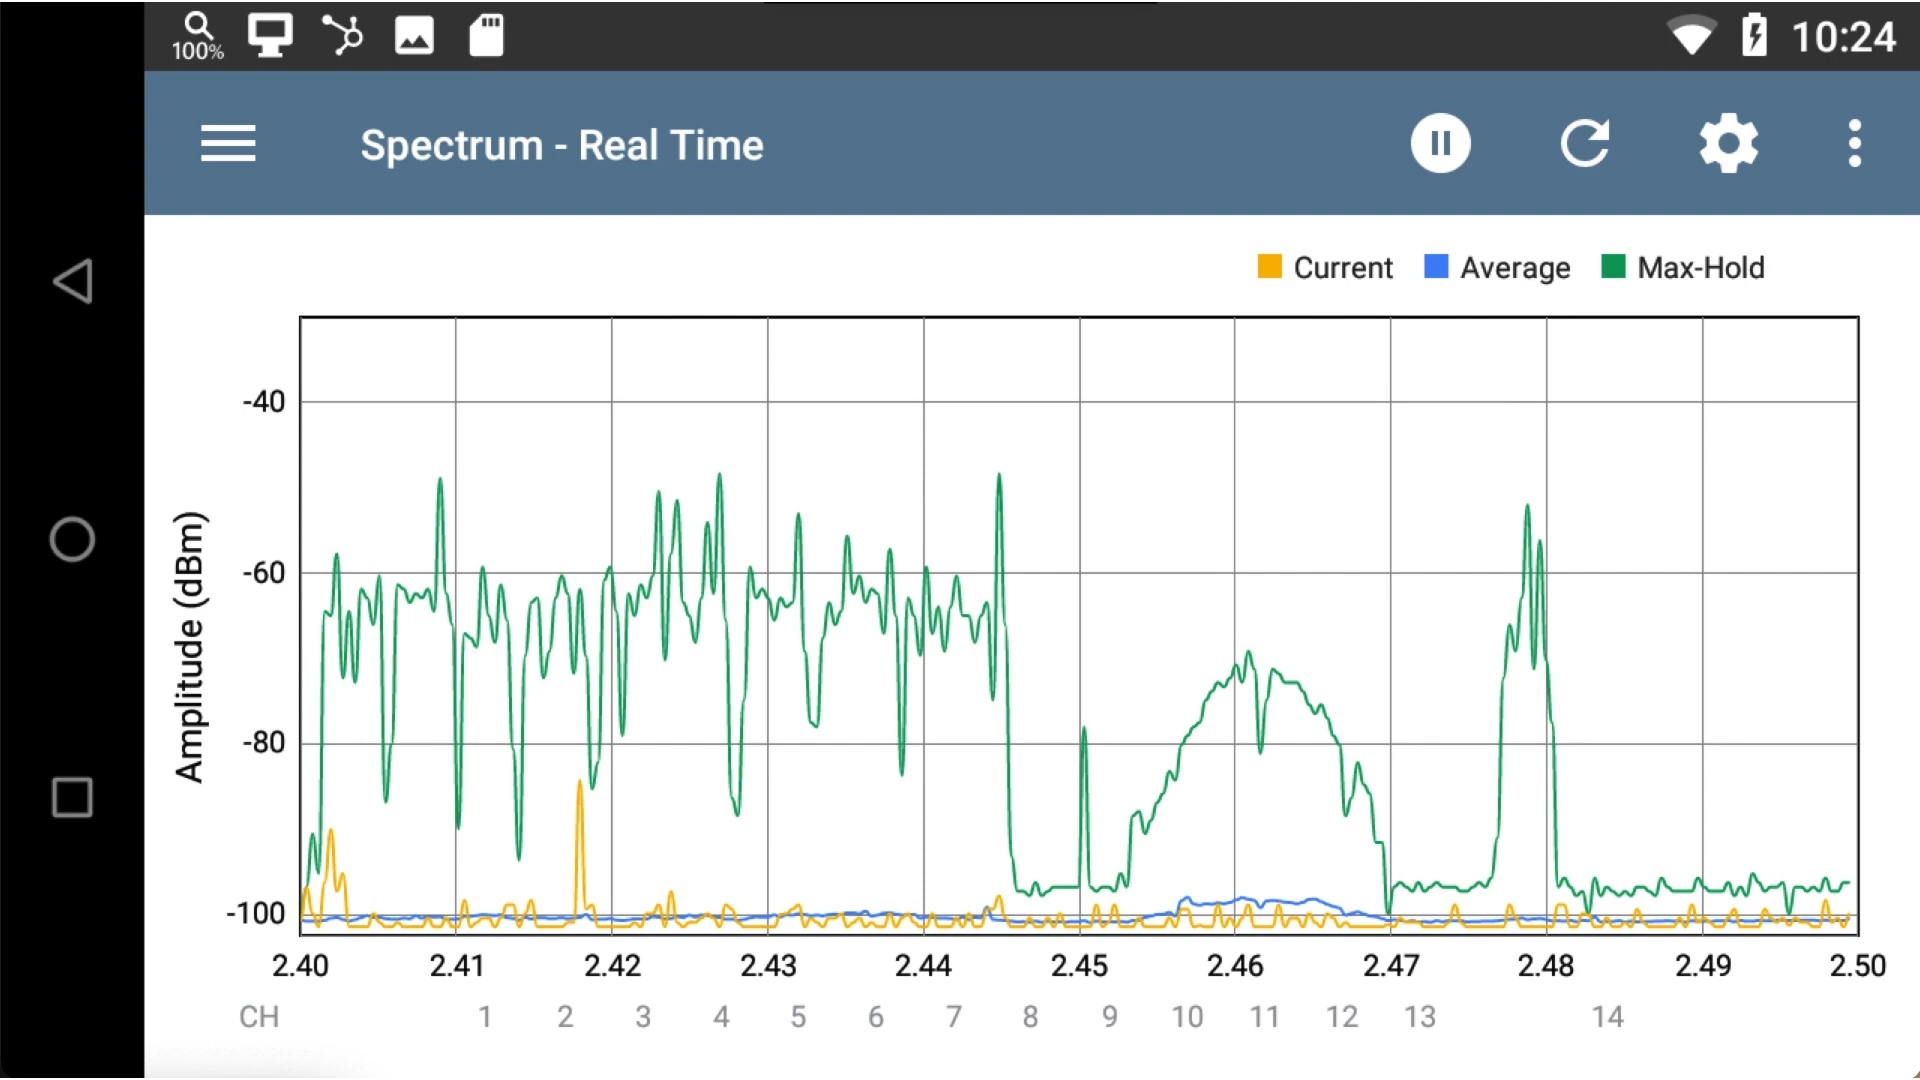 100%
10:24
Spectrum - Real Time
Current Average Max-Hold
Amplitude (dBm)
-40
-60
-80
-100
2.40 2.41 2.42 2.43 2.44 2.45 2.46 2.47 2.48 2.49 2.50
CH 1 2 3 4 5 6 7 8 9 10 11 12 13 14